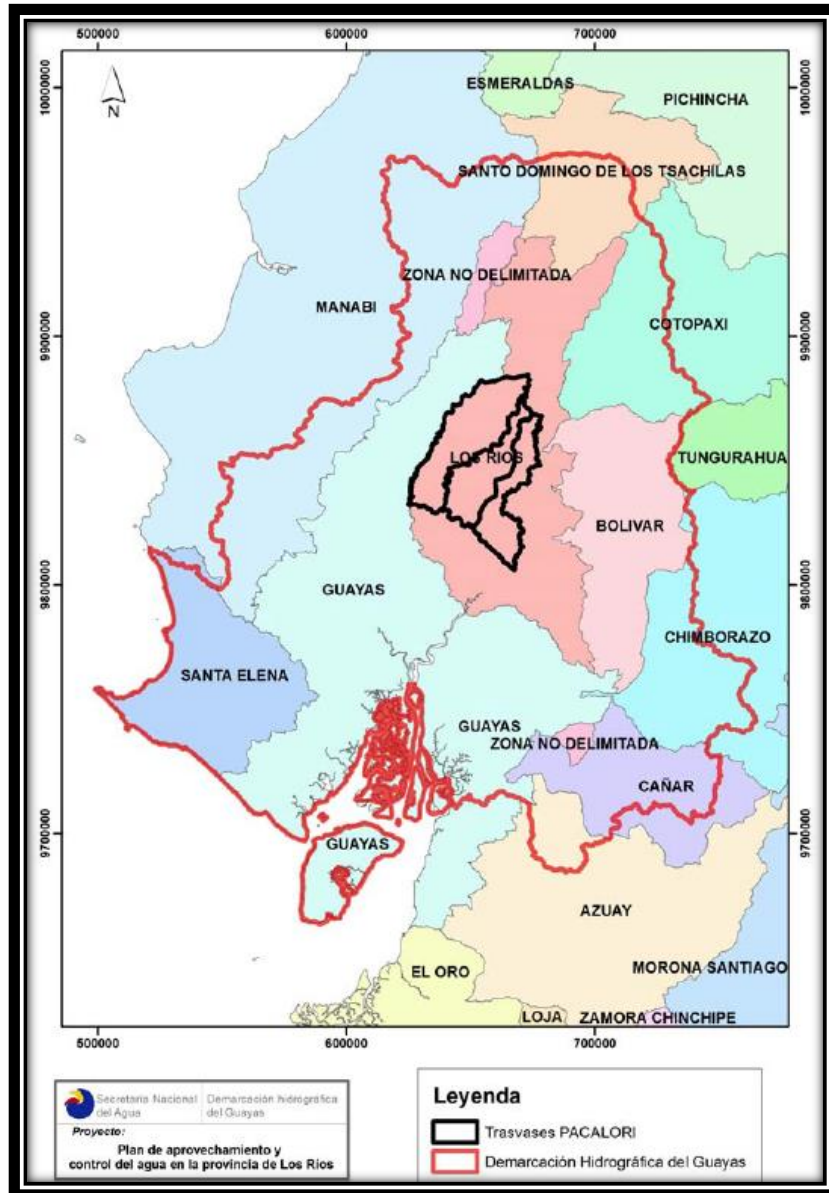 500000 600000 700000
10000000 10000000
N
ESMERALDAS
PICHINCHA
SANTO DOMINGO DE LOS TSACHILAS
ZONA NO DELIMITADA
MANABI
COTOPAXI
9900000 9900000
LOS RIOS
TUNGURAHUA
BOLIVAR
9800000 9800000
GUAYAS
CHIMBORAZO
SANTA ELENA
GUAYAS
ZONA NO DELIMITADA
CAÑAR
9700000 9700000
GUAYAS
AZUAY
EL ORO
MORONA SANTIAGO
LOJA
ZAMORA CHINCHIPE
500000 600000 700000
Secretaría Nacional
del Agua
Demarcación hidrográfica
del Guayas
Proyecto:
Plan de aprovechamiento y
control del agua en la provincia de Los Rios
Leyenda
Trasvases PACALORI
Demarcación Hidrográfica del Guayas